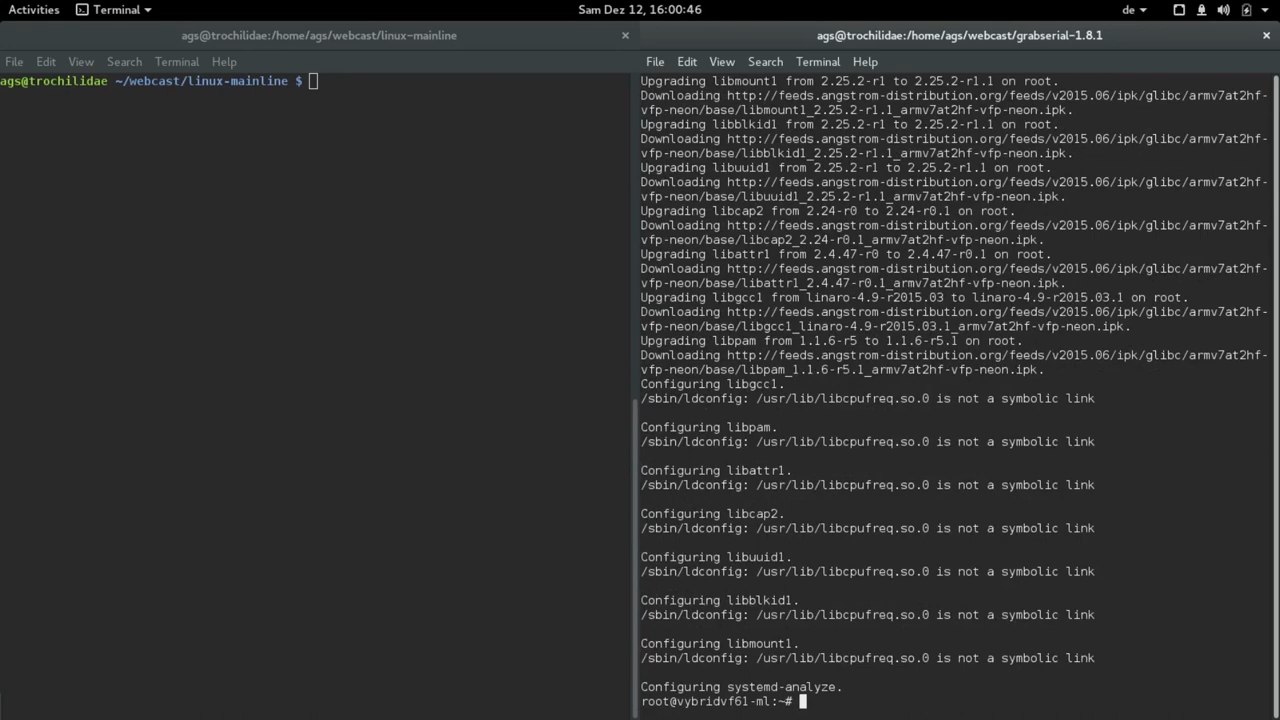 Activities Terminal Sam Dez 12, 16:00:46 de
ags@trochilidae:/home/ags/webcast/linux-mainline ×
File Edit View Search Terminal Help
ags@trochilidae ~/webcast/linux-mainline $
ags@trochilidae:/home/ags/webcast/grabserial-1.8.1 ×
File Edit View Search Terminal Help
Upgrading libmount1 from 2.25.2-r1 to 2.25.2-r1.1 on root.
Downloading http://feeds.angstrom-distribution.org/feeds/v2015.06/ipk/glibc/armv7at2hf-
vfp-neon/base/libmount1_2.25.2-r1.1_armv7at2hf-vfp-neon.ipk.
Upgrading libblkid1 from 2.25.2-r1 to 2.25.2-r1.1 on root.
Downloading http://feeds.angstrom-distribution.org/feeds/v2015.06/ipk/glibc/armv7at2hf-
vfp-neon/base/libblkid1_2.25.2-r1.1_armv7at2hf-vfp-neon.ipk.
Upgrading libuuid1 from 2.25.2-r1 to 2.25.2-r1.1 on root.
Downloading http://feeds.angstrom-distribution.org/feeds/v2015.06/ipk/glibc/armv7at2hf-
vfp-neon/base/libuuid1_2.25.2-r1.1_armv7at2hf-vfp-neon.ipk.
Upgrading libcap2 from 2.24-r0 to 2.24-r0.1 on root.
Downloading http://feeds.angstrom-distribution.org/feeds/v2015.06/ipk/glibc/armv7at2hf-
vfp-neon/base/libcap2_2.24-r0.1_armv7at2hf-vfp-neon.ipk.
Upgrading libattr1 from 2.4.47-r0 to 2.4.47-r0.1 on root.
Downloading http://feeds.angstrom-distribution.org/feeds/v2015.06/ipk/glibc/armv7at2hf-
vfp-neon/base/libattr1_2.4.47-r0.1_armv7at2hf-vfp-neon.ipk.
Upgrading libgcc1 from linaro-4.9-r2015.03 to linaro-4.9-r2015.03.1 on root.
Downloading http://feeds.angstrom-distribution.org/feeds/v2015.06/ipk/glibc/armv7at2hf-
vfp-neon/base/libgcc1_linaro-4.9-r2015.03.1_armv7at2hf-vfp-neon.ipk.
Upgrading libpam from 1.1.6-r5 to 1.1.6-r5.1 on root.
Downloading http://feeds.angstrom-distribution.org/feeds/v2015.06/ipk/glibc/armv7at2hf-
vfp-neon/base/libpam_1.1.6-r5.1_armv7at2hf-vfp-neon.ipk.
Configuring libgcc1.
/sbin/ldconfig: /usr/lib/libcpufreq.so.0 is not a symbolic link
Configuring libpam.
/sbin/ldconfig: /usr/lib/libcpufreq.so.0 is not a symbolic link
Configuring libattr1.
/sbin/ldconfig: /usr/lib/libcpufreq.so.0 is not a symbolic link
Configuring libcap2.
/sbin/ldconfig: /usr/lib/libcpufreq.so.0 is not a symbolic link
Configuring libuuid1.
/sbin/ldconfig: /usr/lib/libcpufreq.so.0 is not a symbolic link
Configuring libblkid1.
/sbin/ldconfig: /usr/lib/libcpufreq.so.0 is not a symbolic link
Configuring libmount1.
/sbin/ldconfig: /usr/lib/libcpufreq.so.0 is not a symbolic link
Configuring systemd-analyze.
root@vybridvf61-ml:~#